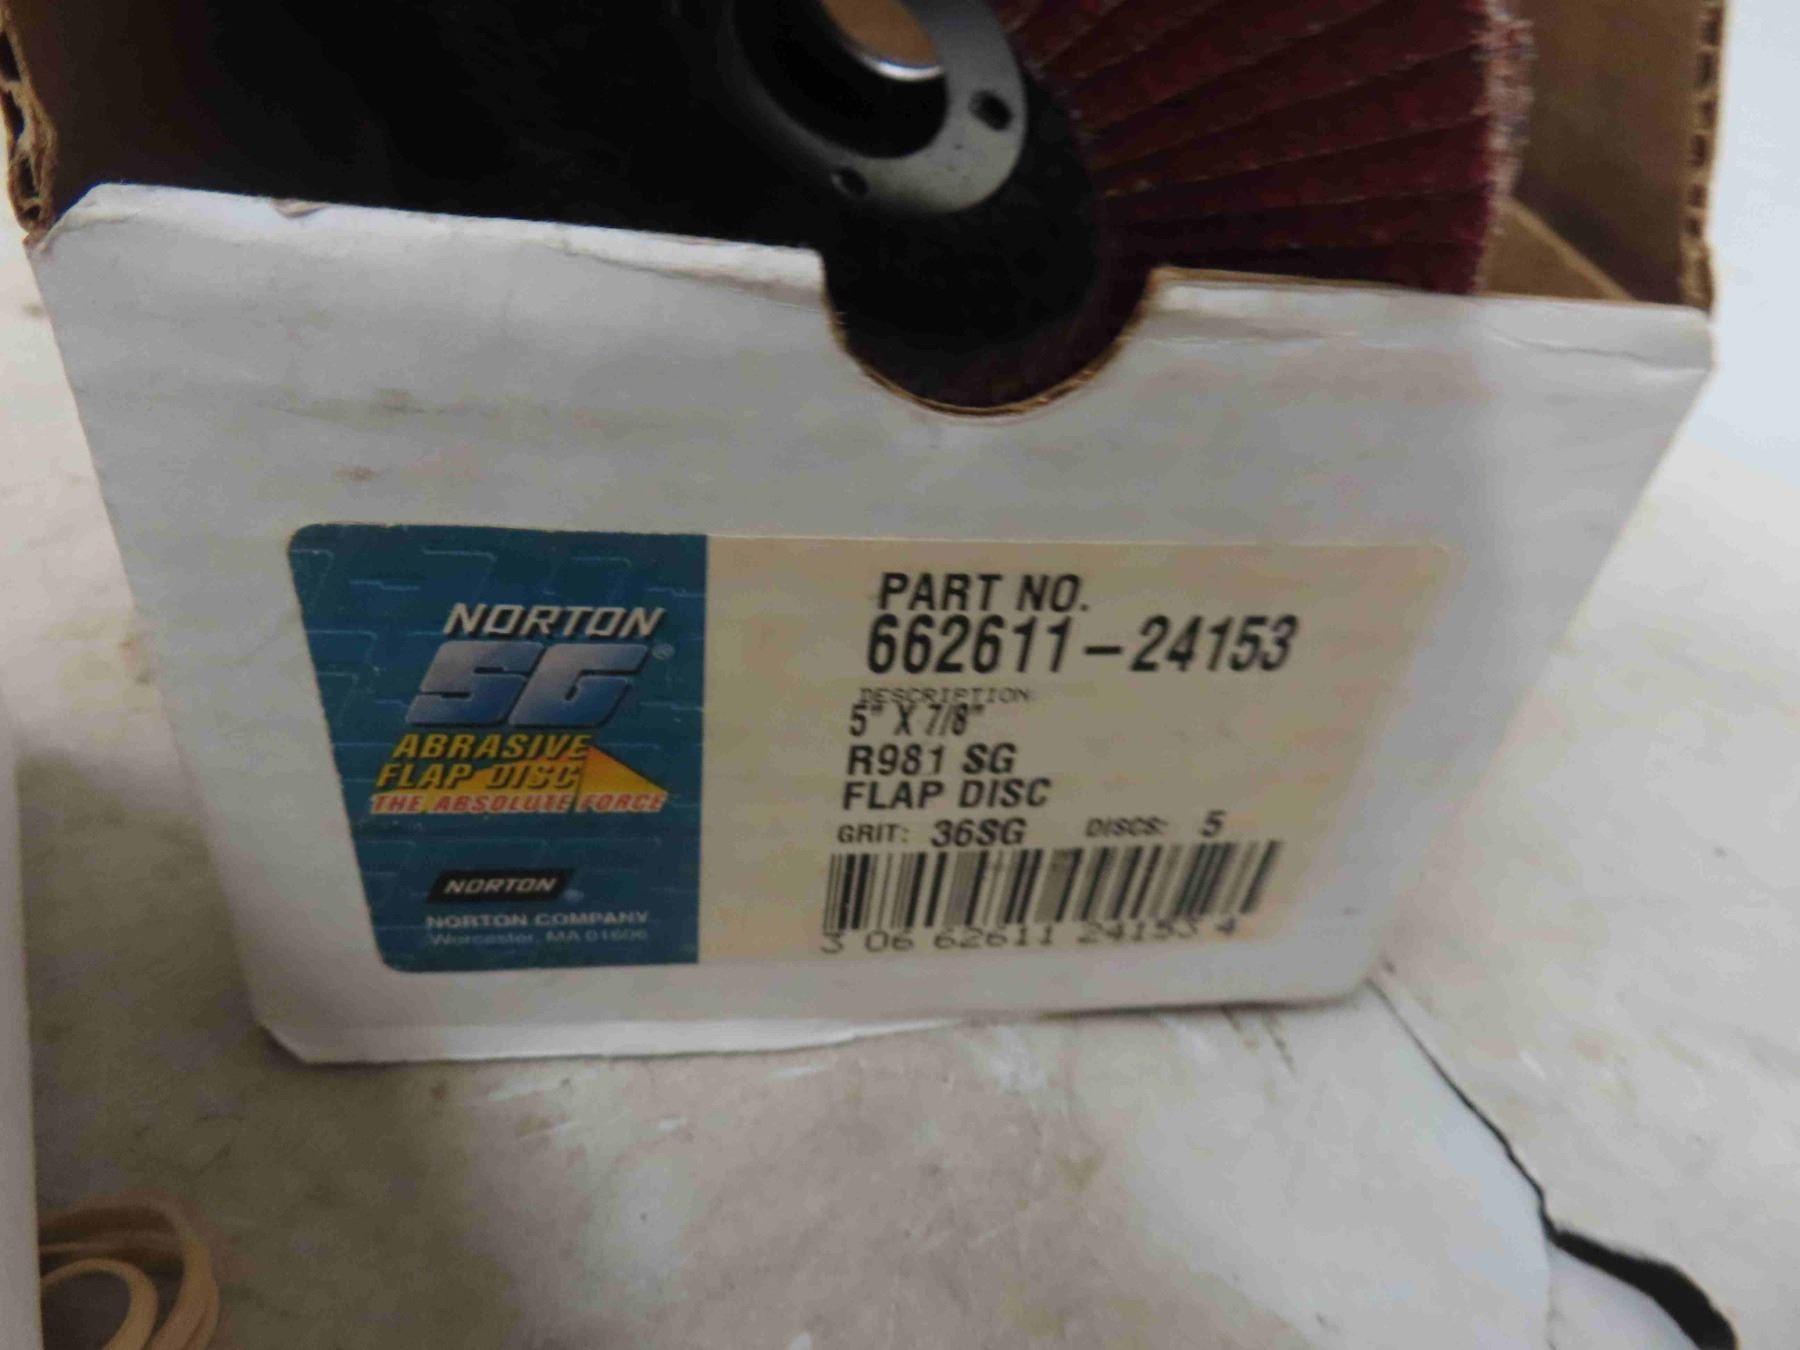 NORTON
SG®
ABRASIVE
FLAP DISC
THE ABSOLUTE FORCE
NORTON®
NORTON COMPANY
Worcester, MA 01606
PART NO.
662611-24153
DESCRIPTION:
5" X 7/8"
R981 SG
FLAP DISC
GRIT: 36SG DISCS: 5
3 06 62611 24153 4